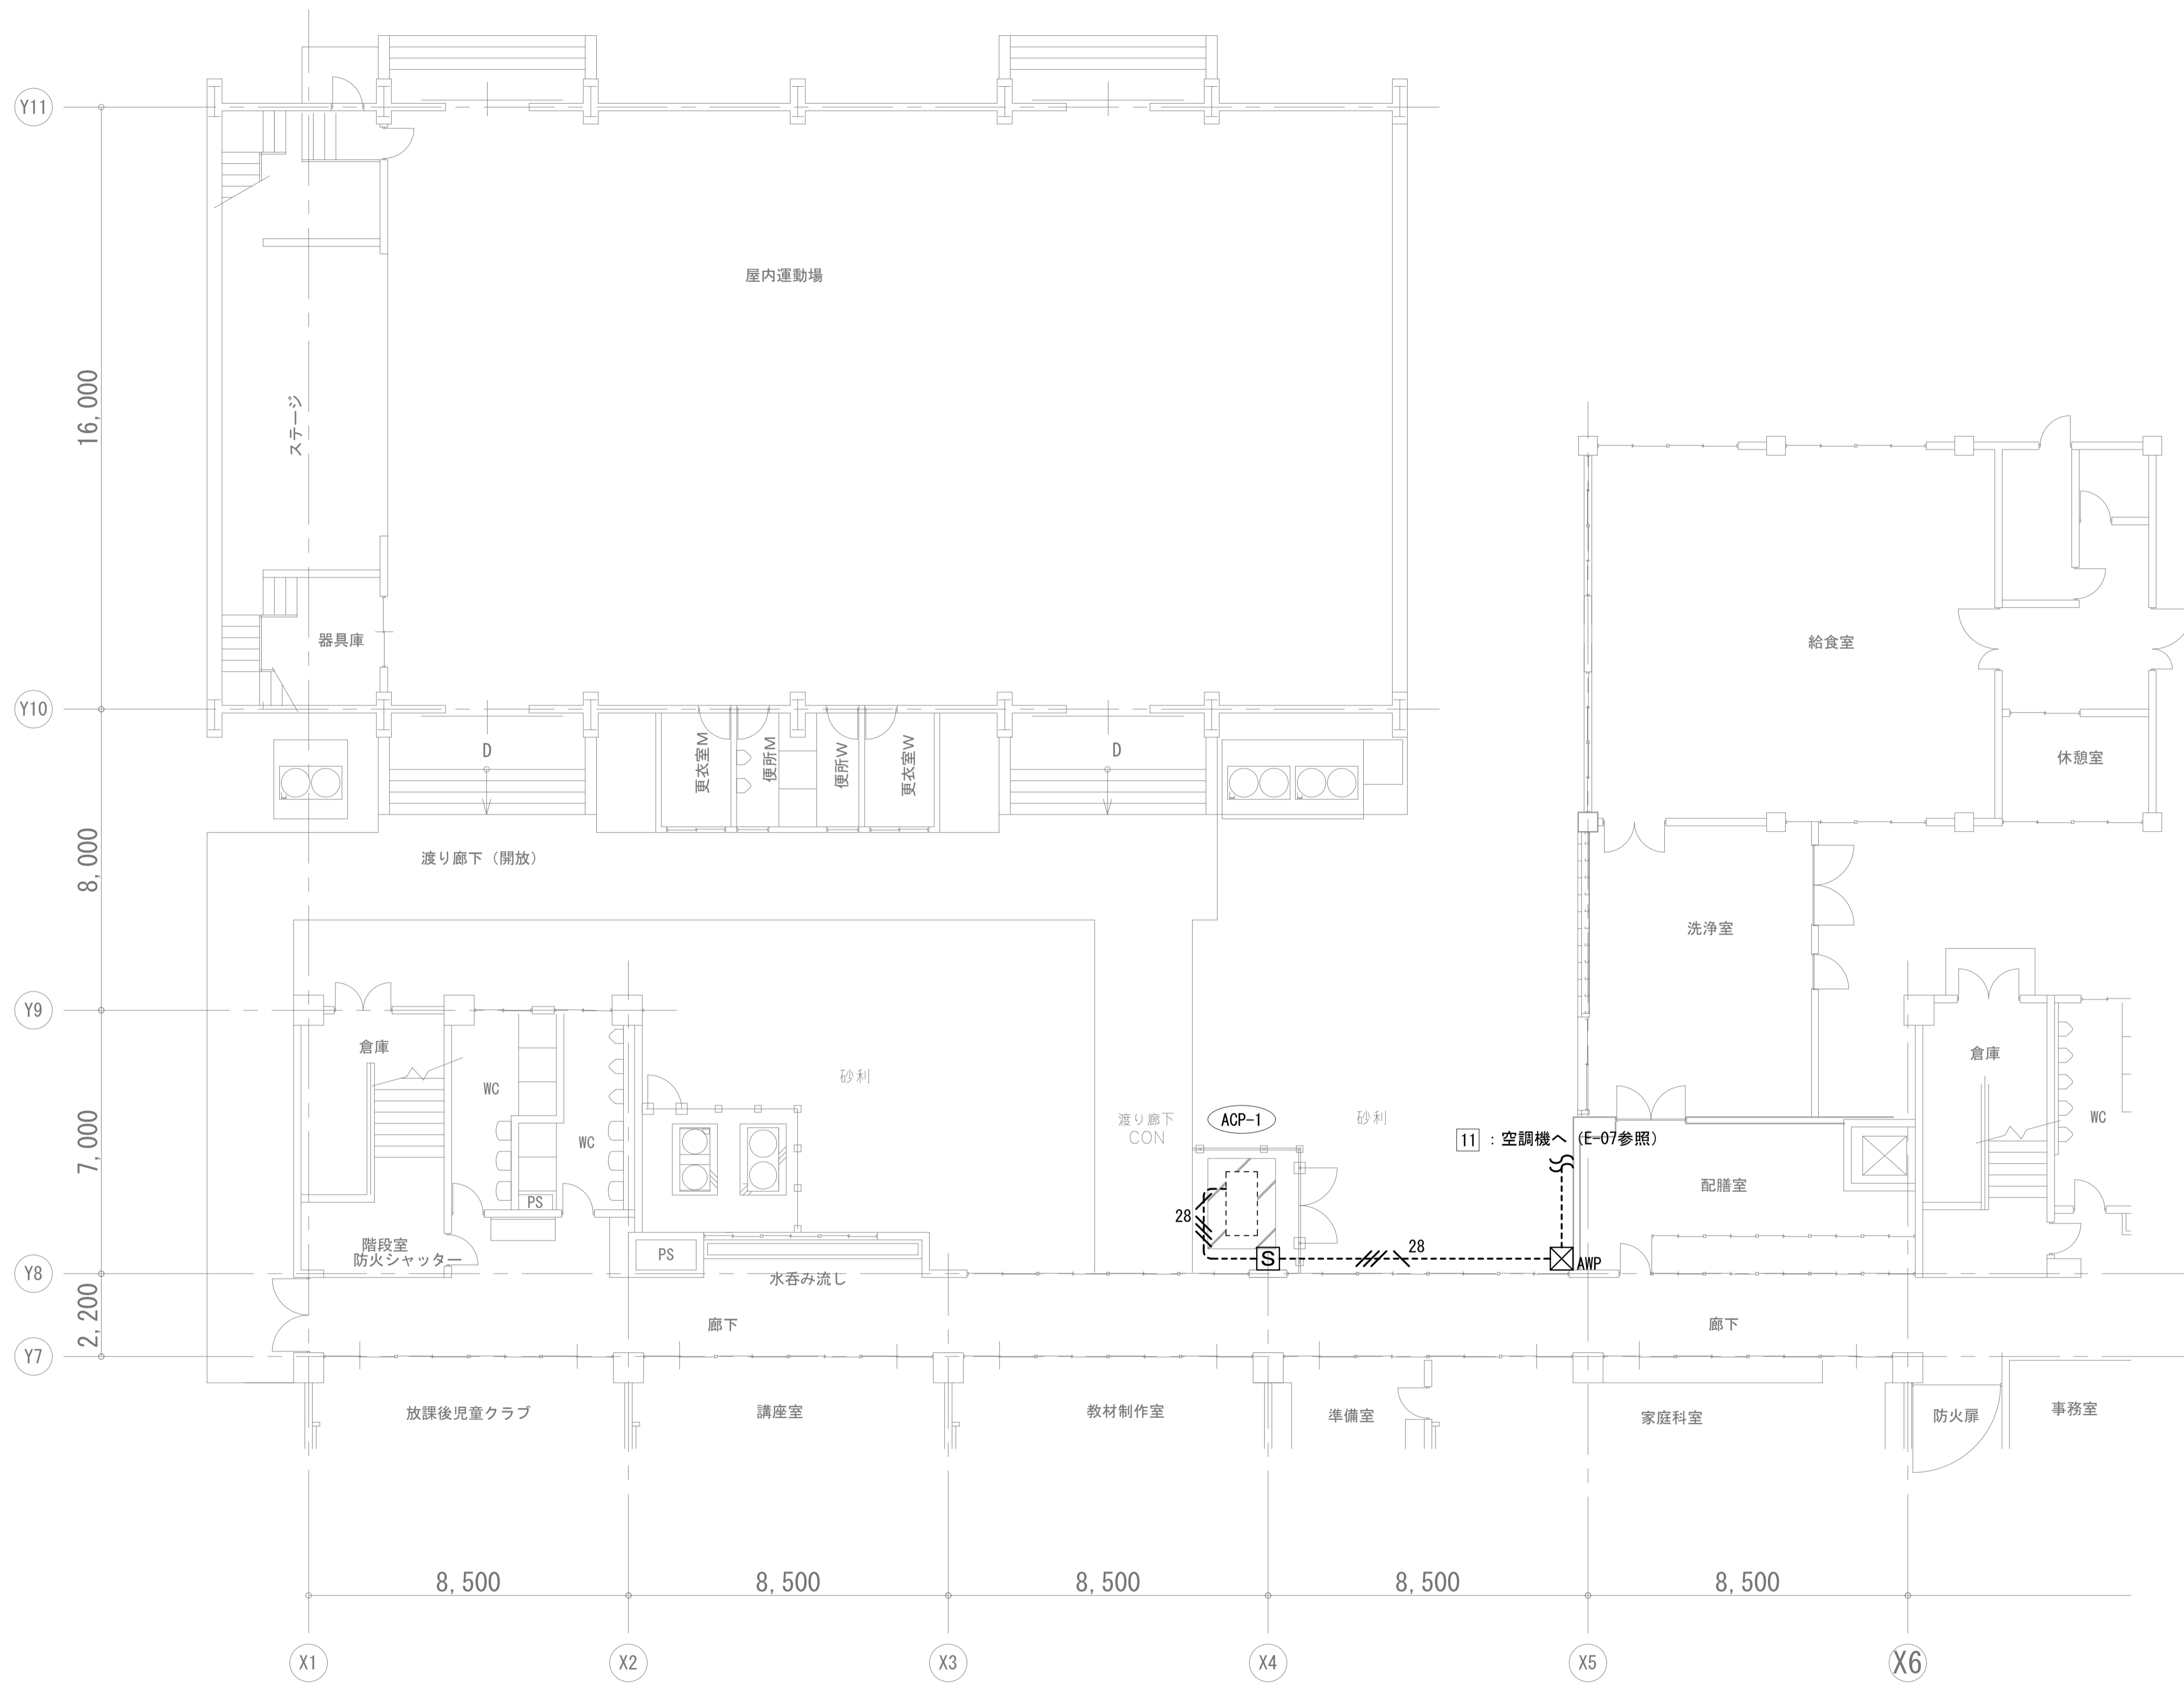 Y11
屋内運動場
16,000
ステージ
器具庫
給食室
Y10
D
更衣室M
便所M
便所W
更衣室W
D
休憩室
8,000
渡り廊下（開放）
洗浄室
Y9
倉庫
WC
砂利
倉庫
渡り廊下
CON
ACP-1
砂利
7,000
WC
11 ：空調機へ（E-07参照）
WC
配膳室
PS
28
階段室
防火シャッター
PS
28
S
AWP
Y8
水呑み流し
2,200
廊下
廊下
Y7
放課後児童クラブ
講座室
教材制作室
準備室
家庭科室
防火扉
事務室
8,500
8,500
8,500
8,500
8,500
X1
X2
X3
X4
X5
X6